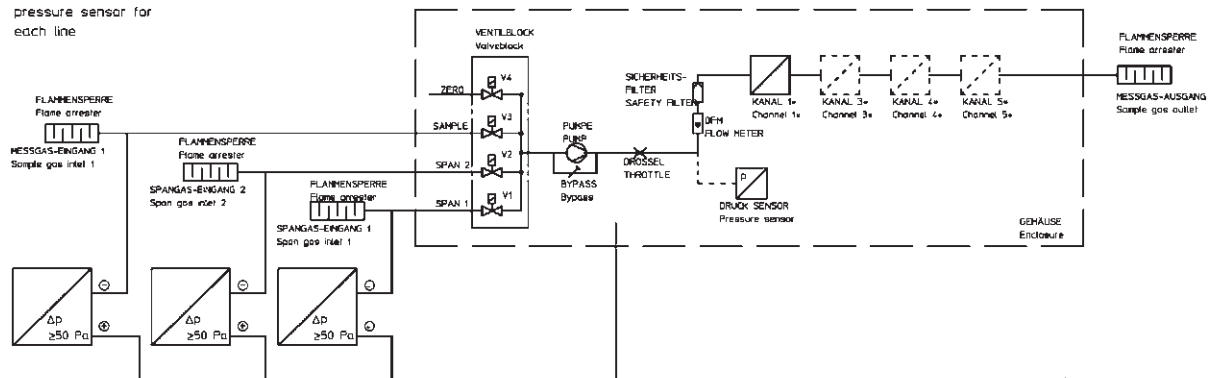 pressure sensor for
each line
FLAMMENSPERRE
Flame arrester
MESSGAS-EINGANG 1
Sample gas inlet 1
FLAMMENSPERRE
Flame arrester
SPANGAS-EINGANG 2
Span gas inlet 2
FLAMMENSPERRE
Flame arrester
SPANGAS-EINGANG 1
Span gas inlet 1
VENTILBLOCK
Valveblock
ZERO
V4
SAMPLE
V3
SPAN 2
V2
SPAN 1
V1
PUMPE
PUMP
BYPASS
Bypass
DROSSEL
THROTTLE
SICHERHEITS-
FILTER
SAFETY FILTER
DFM
FLOW METER
P
DRUCK SENSOR
Pressure sensor
KANAL 1*
Channel 1*
KANAL 3*
Channel 3*
KANAL 4*
Channel 4*
KANAL 5*
Channel 5*
GEHÄUSE
Enclosure
FLAMMENSPERRE
Flame arrester
MESSGAS-AUSGANG
Sample gas outlet
Δp
≥50 Pa
Δp
≥50 Pa
Δp
≥50 Pa